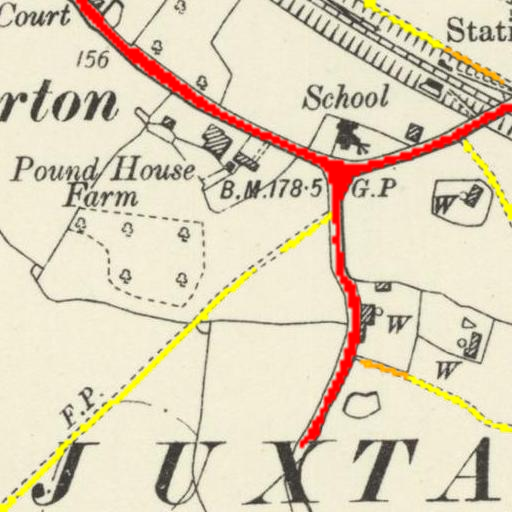 Court
Stati
156
rton
School
Pound House
Farm
B.M.178·5
G.P
W
W
W
F.P.
JUXTA